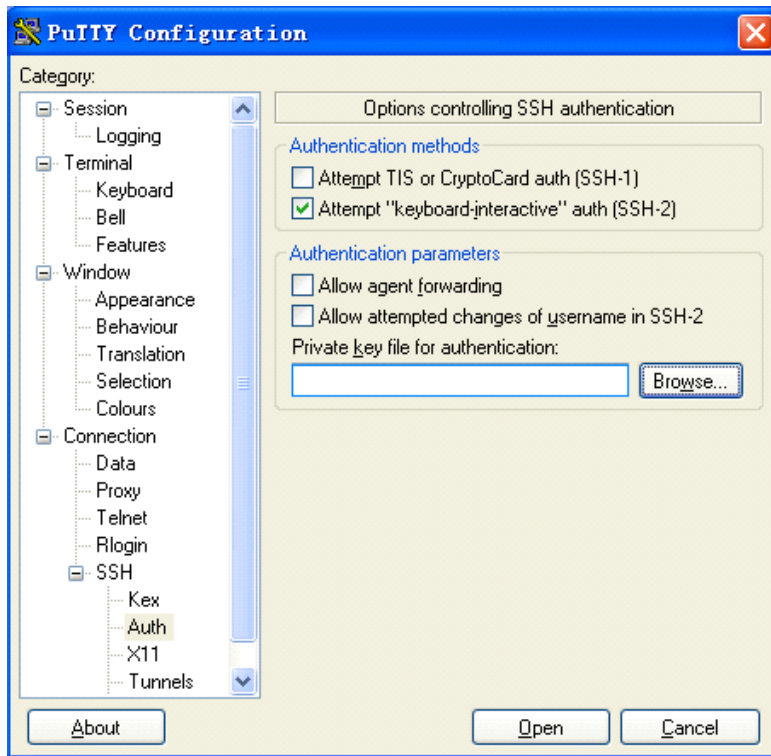 PuTTY Configuration
Category:
Session
Logging
Terminal
Keyboard
Bell
Features
Window
Appearance
Behaviour
Translation
Selection
Colours
Connection
Data
Proxy
Telnet
Rlogin
SSH
Kex
Auth
X11
Tunnels
Options controlling SSH authentication
Authentication methods
Attempt TIS or CryptoCard auth (SSH-1)
Attempt "keyboard-interactive" auth (SSH-2)
Authentication parameters
Allow agent forwarding
Allow attempted changes of username in SSH-2
Private key file for authentication:
Browse...
About
Open
Cancel